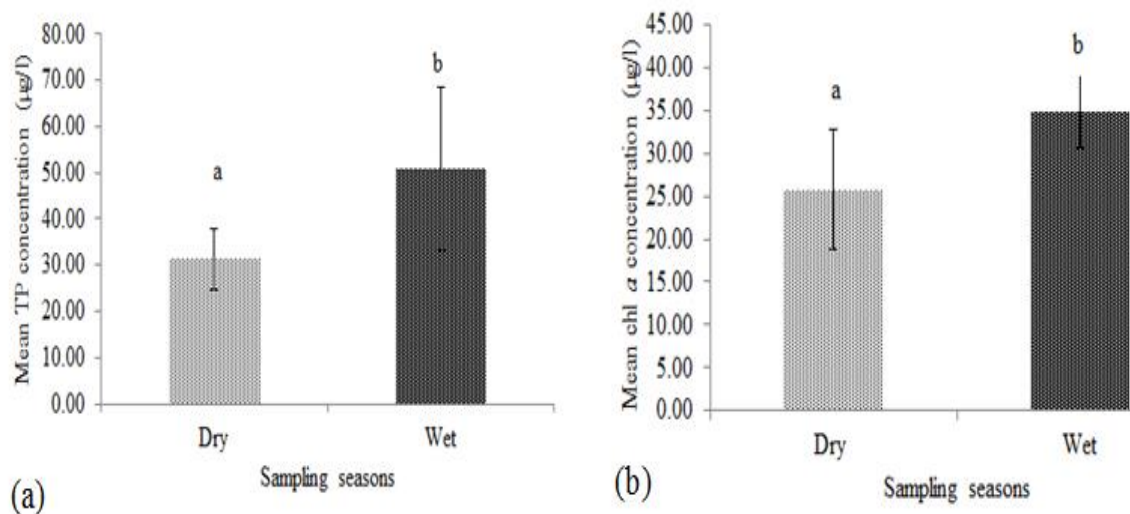 Mean TP concentration (µg/l)
80.00
70.00
60.00
50.00
40.00
30.00
20.00
10.00
0.00
a
b
Dry
Wet
Sampling seasons
(a)
Mean chl a concentration (µg/l)
45.00
40.00
35.00
30.00
25.00
20.00
15.00
10.00
5.00
0.00
a
b
Dry
Wet
Sampling seasons
(b)